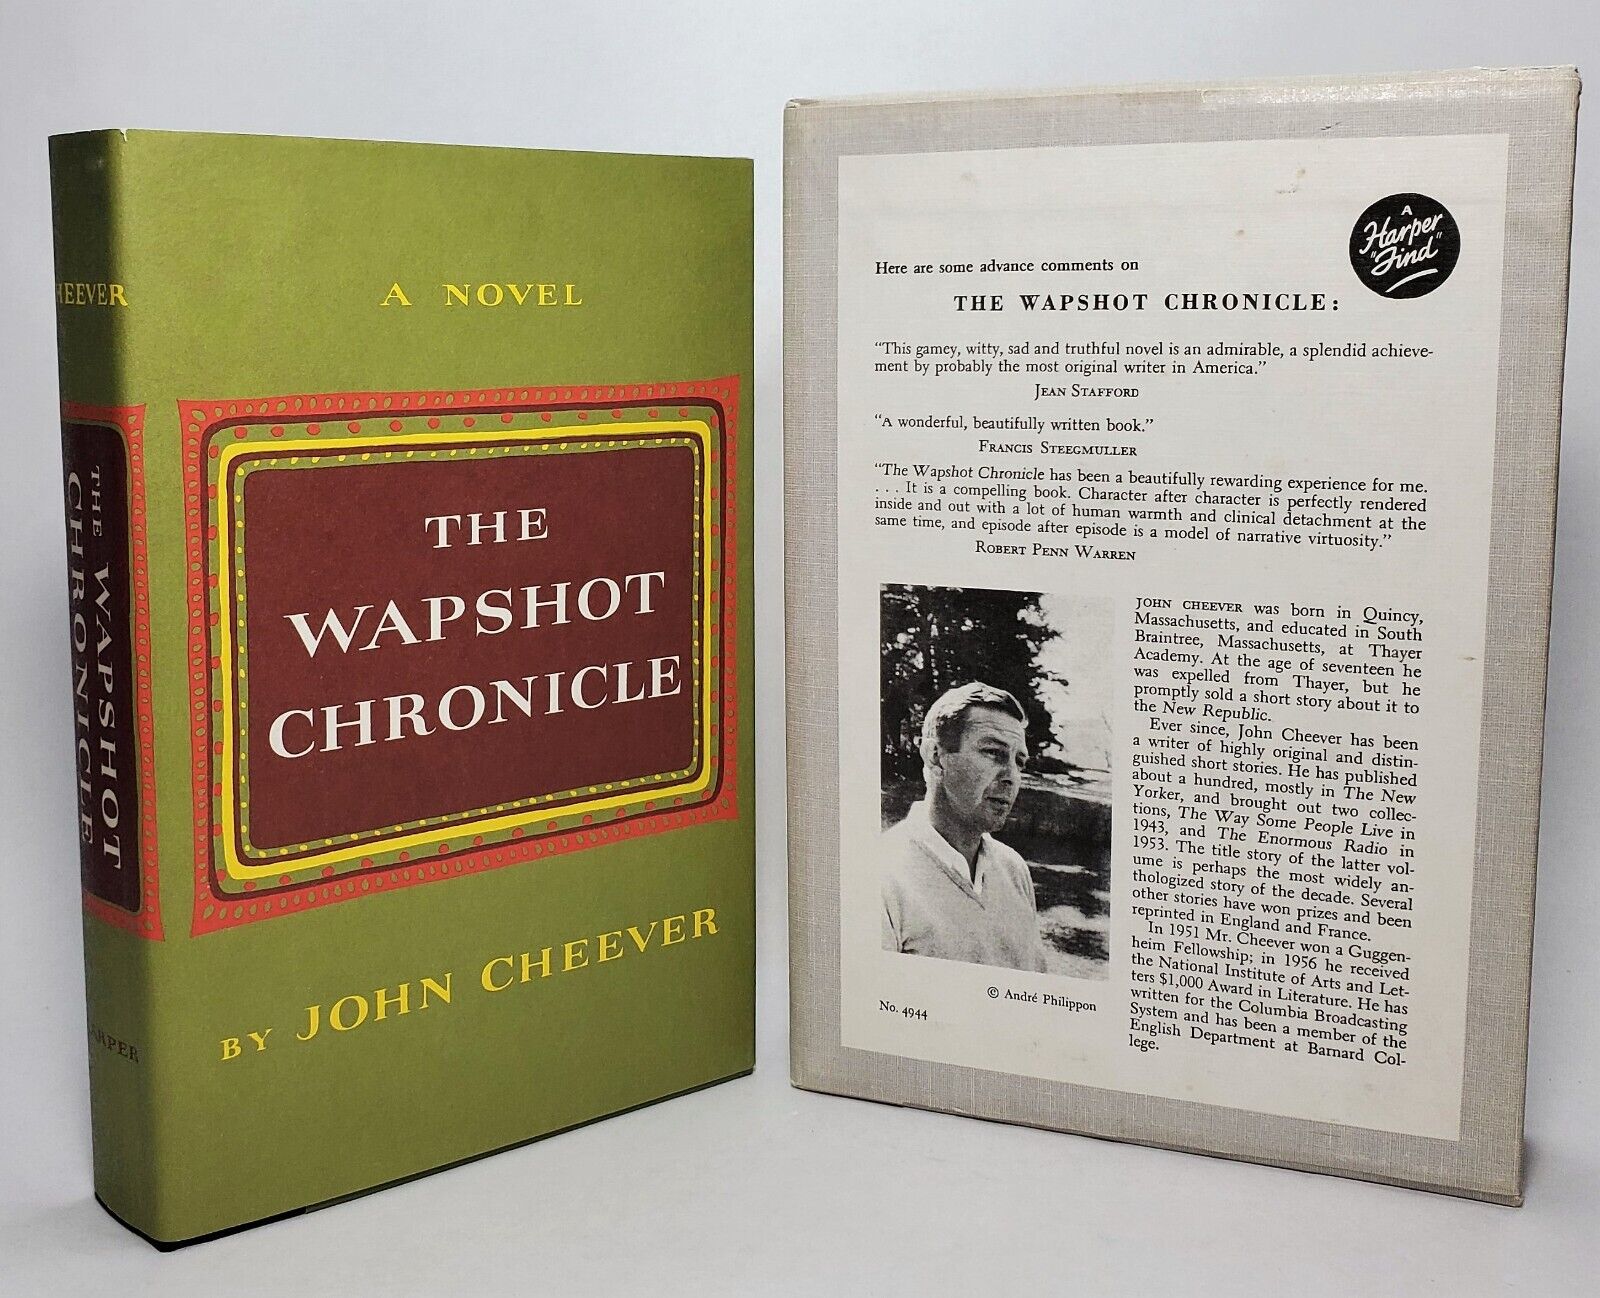 HEEVER
THE WAPSHOT
CHRONICLE
ARPER
A NOVEL
THE
WAPSHOT
CHRONICLE
BY JOHN CHEEVER
A
Harper
"Find"
Here are some advance comments on
THE WAPSHOT CHRONICLE:
“This gamey, witty, sad and truthful novel is an admirable, a splendid achieve-
ment by probably the most original writer in America.”
JEAN STAFFORD
“A wonderful, beautifully written book.”
FRANCIS STEEGMULLER
“The Wapshot Chronicle has been a beautifully rewarding experience for me.
. . . It is a compelling book. Character after character is perfectly rendered
inside and out with a lot of human warmth and clinical detachment at the
same time, and episode after episode is a model of narrative virtuosity.”
ROBERT PENN WARREN
© André Philippon
No. 4944
JOHN CHEEVER was born in Quincy,
Massachusetts, and educated in South
Braintree, Massachusetts, at Thayer
Academy. At the age of seventeen he
was expelled from Thayer, but he
promptly sold a short story about it to
the New Republic.
Ever since, John Cheever has been
a writer of highly original and distin-
guished short stories. He has published
about a hundred, mostly in The New
Yorker, and brought out two collec-
tions, The Way Some People Live in
1943, and The Enormous Radio in
1953. The title story of the latter vol-
ume is perhaps the most widely an-
thologized story of the decade. Several
other stories have won prizes and been
reprinted in England and France.
In 1951 Mr. Cheever won a Guggen-
heim Fellowship; in 1956 he received
the National Institute of Arts and Let-
ters $1,000 Award in Literature. He has
written for the Columbia Broadcasting
System and has been a member of the
English Department at Barnard Col-
lege.